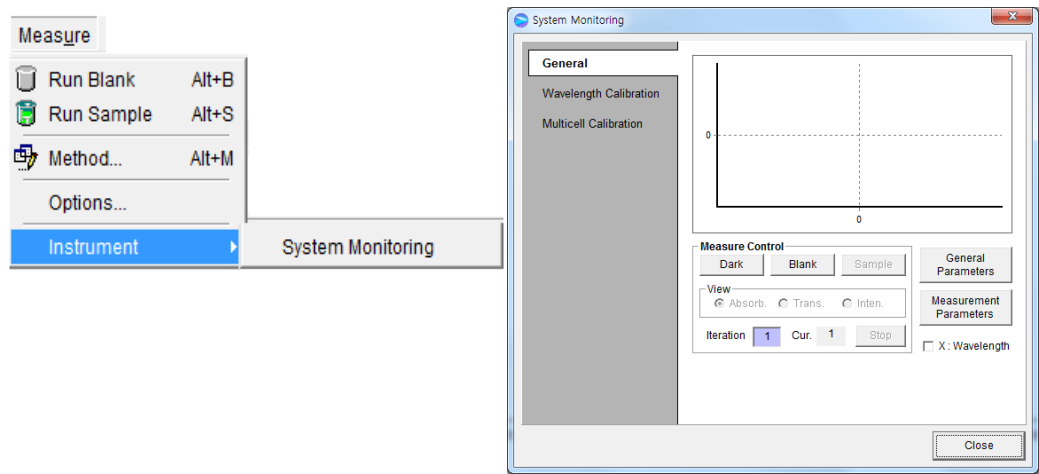 Measure
Run Blank Alt+B
Run Sample Alt+S
Method... Alt+M
Options...
Instrument System Monitoring
System Monitoring
General
Wavelength Calibration
Multicell Calibration
0
0
Measure Control
Dark Blank Sample
View
Absorb. Trans. Inten.
Iteration 1 Cur. 1 Stop
General
Parameters
Measurement
Parameters
X : Wavelength
Close